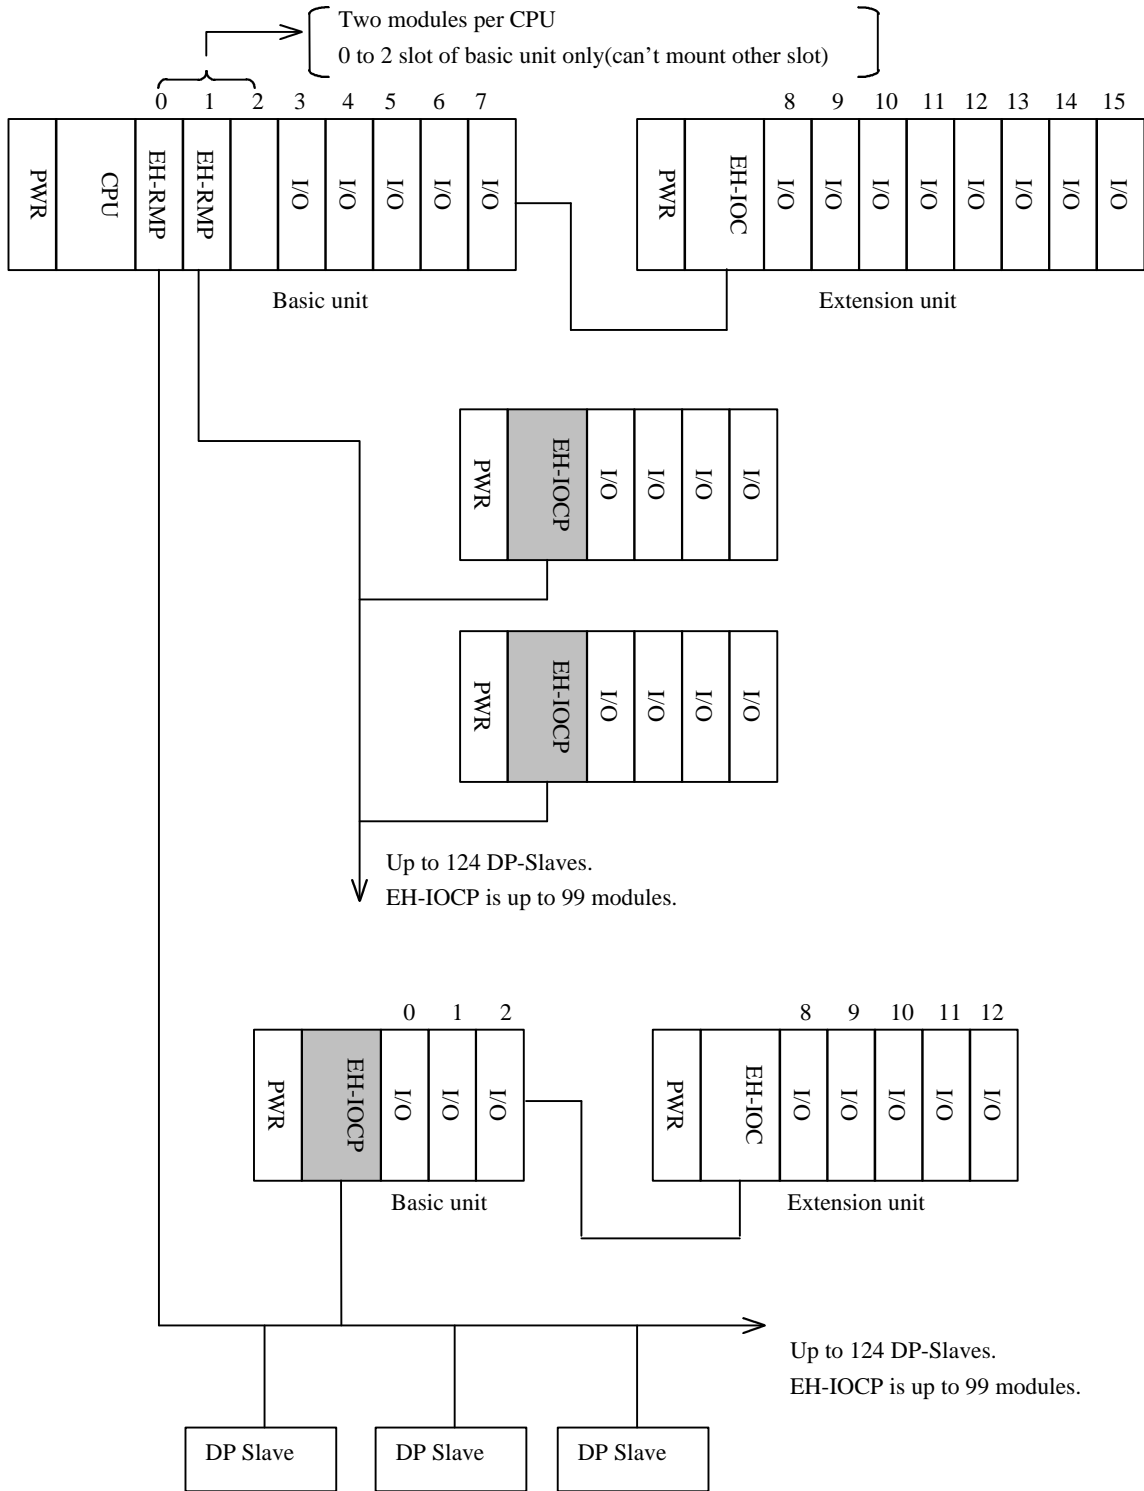 Two modules per CPU
0 to 2 slot of basic unit only(can't mount other slot)
0 1 2 3 4 5 6 7
8 9 10 11 12 13 14 15
PWR
CPU
EH-RMP
EH-RMP
I/O
I/O
I/O
I/O
I/O
PWR
EH-IOC
I/O
I/O
I/O
I/O
I/O
I/O
I/O
I/O
Basic unit
Extension unit
PWR
EH-IOCP
I/O
I/O
I/O
I/O
PWR
EH-IOCP
I/O
I/O
I/O
I/O
Up to 124 DP-Slaves.
EH-IOCP is up to 99 modules.
0 1 2
8 9 10 11 12
PWR
EH-IOCP
I/O
I/O
I/O
PWR
EH-IOC
I/O
I/O
I/O
I/O
I/O
Basic unit
Extension unit
Up to 124 DP-Slaves.
EH-IOCP is up to 99 modules.
DP Slave
DP Slave
DP Slave